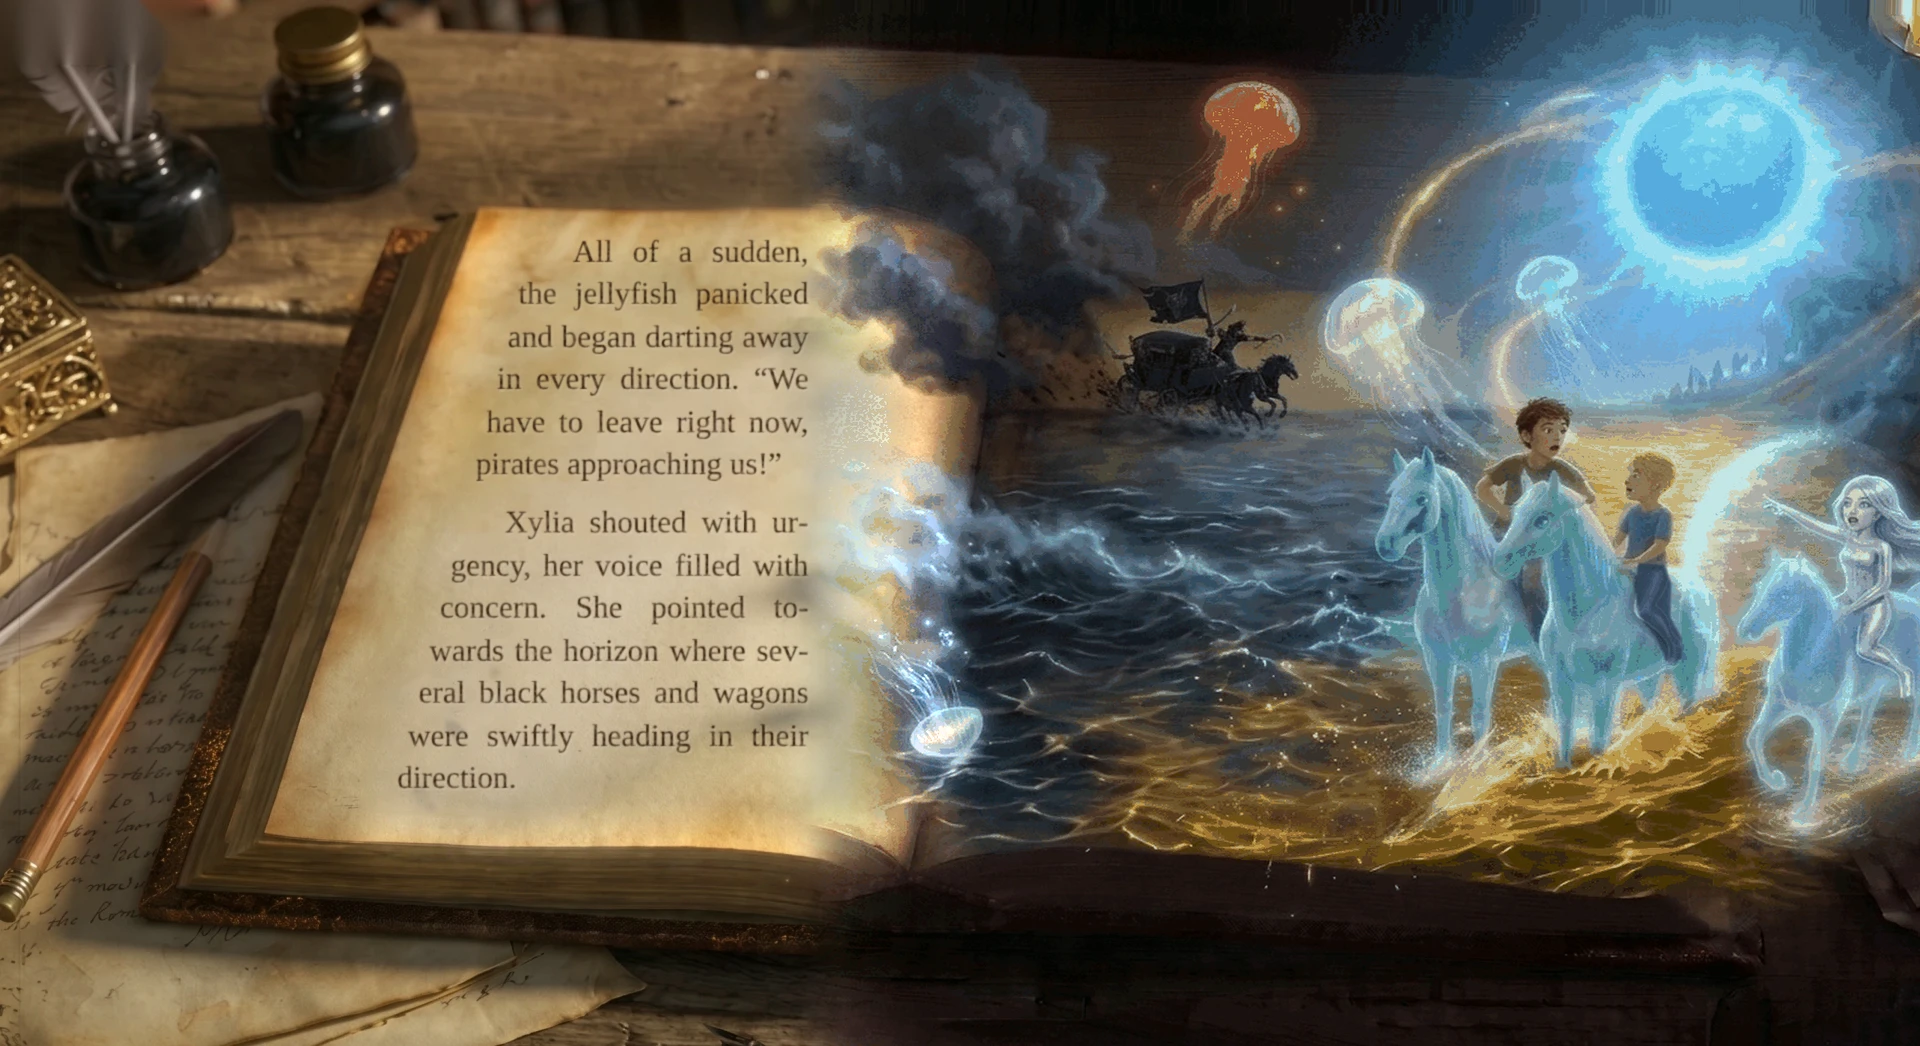 All of a sudden,
the jellyfish panicked
and began darting away
in every direction. “We
have to leave right now,
pirates approaching us!”
Xylia shouted with ur-
gency, her voice filled with
concern. She pointed to-
wards the horizon where sev-
eral black horses and wagons
were swiftly heading in their
direction.